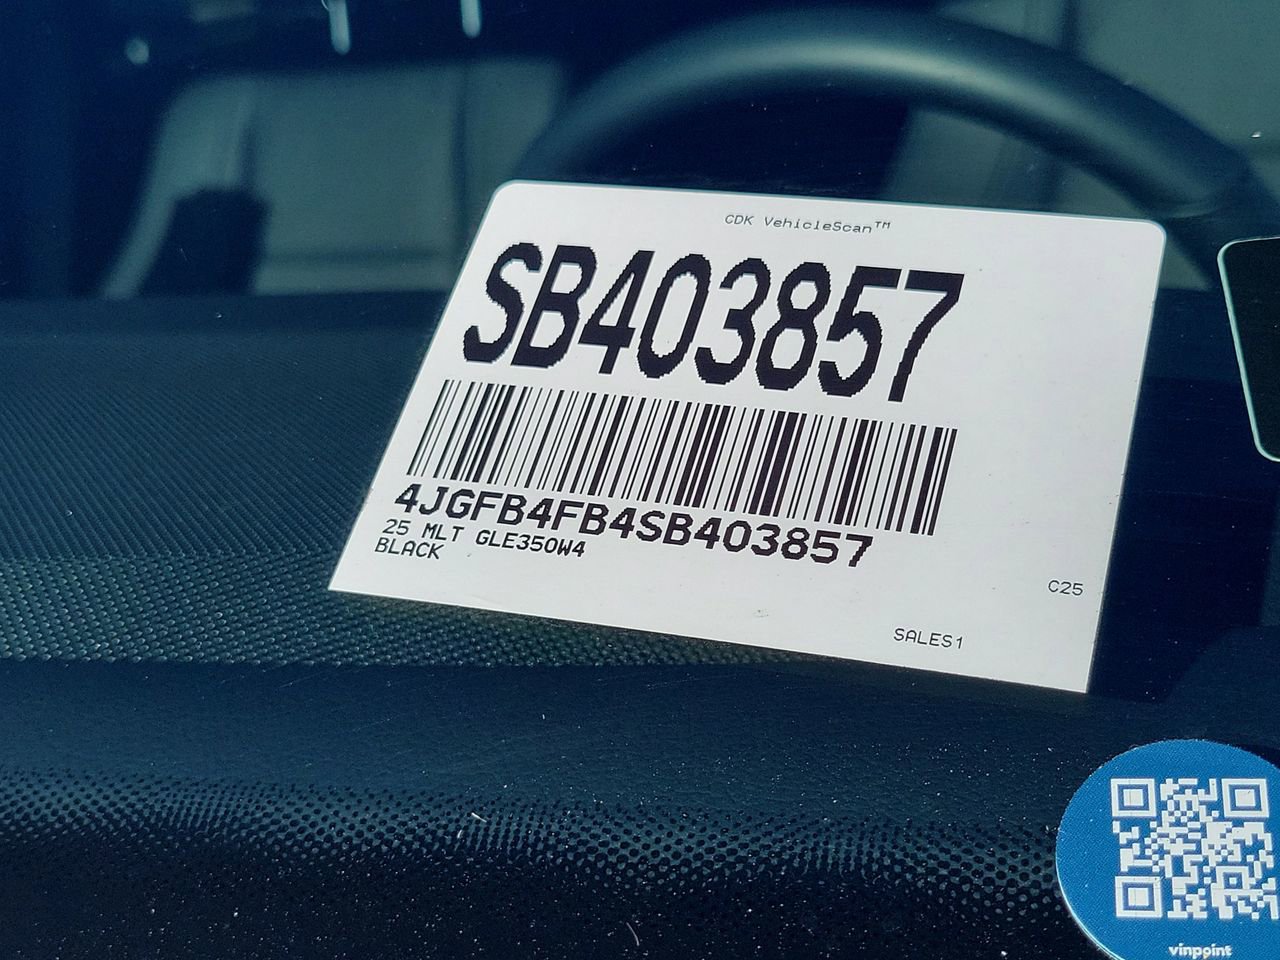 CDK VehicleScan™
SB403857
4JGFB4FB4SB403857
25 MLT GLE350W4
BLACK
C25
SALES1
vinpoint